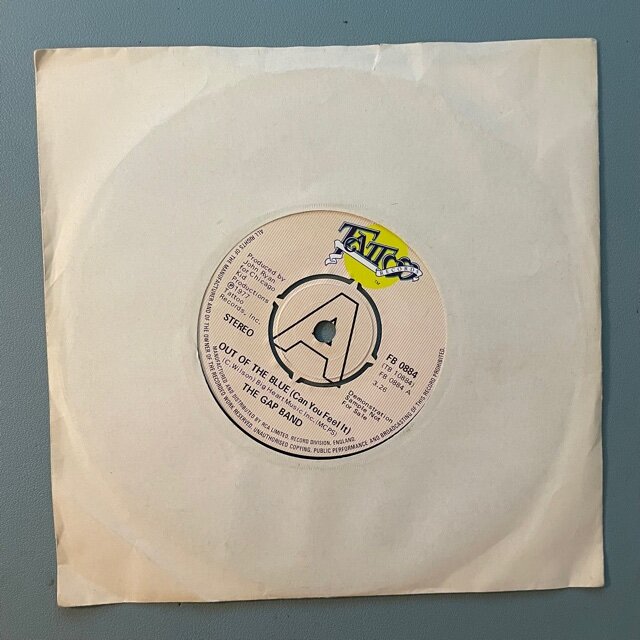 TATTOO
RECORDS
TM
Produced by
John Ryan
for Chicago
Kid
Productions
℗1977
Tattoo
Records, Inc.
STEREO
A
FB 0884
(TB 10884)
FB 0884 A
3.26
Demonstration
Sample Not
For Sale
OUT OF THE BLUE (Can You Feel It)
(C. Wilson) Big Heart Music Inc. (MCPS)
THE GAP BAND
MANUFACTURED AND DISTRIBUTED BY RCA LIMITED, RECORD DIVISION, ENGLAND.
ALL RIGHTS OF THE MANUFACTURER AND OF THE OWNER OF THE RECORDED WORK RESERVED. UNAUTHORISED COPYING, PUBLIC PERFORMANCE AND BROADCASTING OF THIS RECORD PROHIBITED.